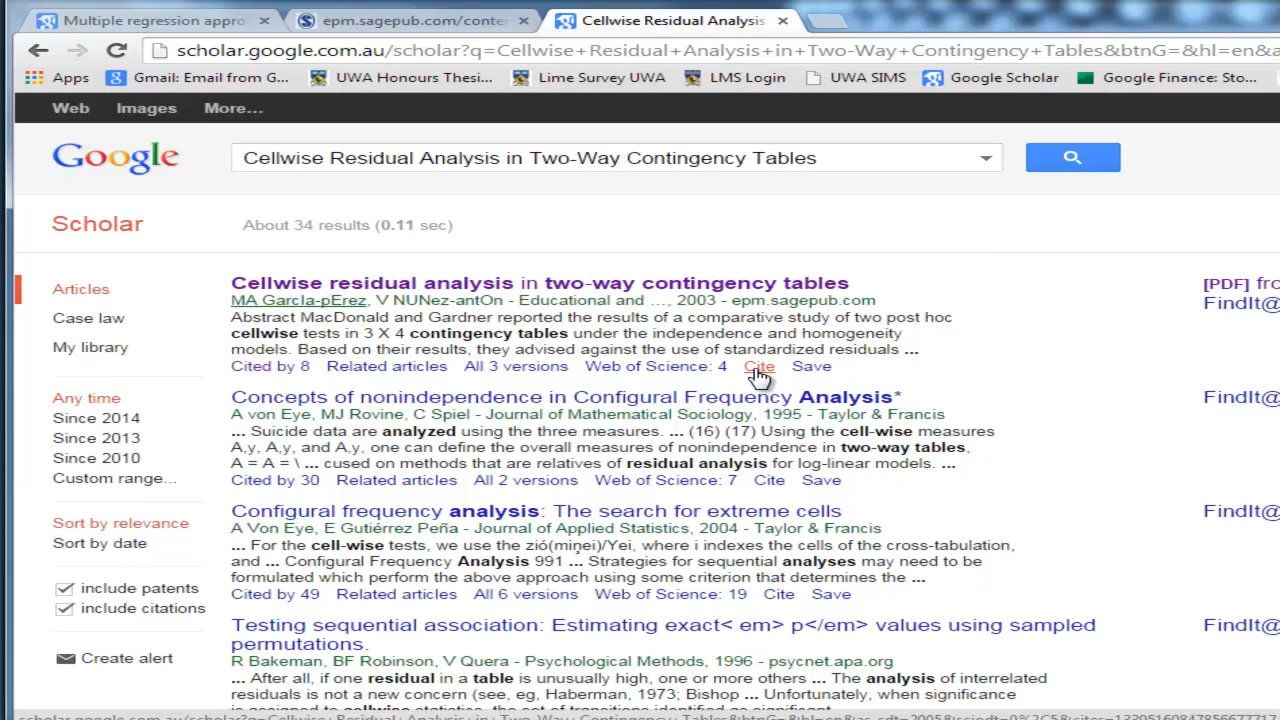 Multiple regression appro
epm.sagepub.com/conter
Cellwise Residual Analysis
scholar.google.com.au/scholar?q=Cellwise+Residual+Analysis+in+Two-Way+Contingency+Tables&btnG=&hl=en&a
Apps Gmail: Email from G... UWA Honours Thesi... Lime Survey UWA LMS Login UWA SIMS Google Scholar Google Finance: Sto...
Web Images More...
Google
Cellwise Residual Analysis in Two-Way Contingency Tables
Scholar
About 34 results (0.11 sec)
Articles
Case law
My library
Any time
Since 2014
Since 2013
Since 2010
Custom range...
Sort by relevance
Sort by date
include patents
include citations
Create alert
Cellwise residual analysis in two-way contingency tables
MA GarcIa-pErez, V NUNez-antOn - Educational and ..., 2003 - epm.sagepub.com
Abstract MacDonald and Gardner reported the results of a comparative study of two post hoc
cellwise tests in 3 X 4 contingency tables under the independence and homogeneity
models. Based on their results, they advised against the use of standardized residuals ...
Cited by 8 Related articles All 3 versions Web of Science: 4 Cite Save
[PDF] fro
FindIt@
Concepts of nonindependence in Configural Frequency Analysis*
A von Eye, MJ Rovine, C Spiel - Journal of Mathematical Sociology, 1995 - Taylor & Francis
... Suicide data are analyzed using the three measures. ... (16) (17) Using the cell-wise measures
A,y, A,y, and A,y, one can define the overall measures of nonindependence in two-way tables,
A = A = \ ... cused on methods that are relatives of residual analysis for log-linear models. ...
Cited by 30 Related articles All 2 versions Web of Science: 7 Cite Save
FindIt@
Configural frequency analysis: The search for extreme cells
A Von Eye, E Gutiérrez Peña - Journal of Applied Statistics, 2004 - Taylor & Francis
... For the cell-wise tests, we use the zió(miņei)/Yei, where i indexes the cells of the cross-tabulation,
and ... Configural Frequency Analysis 991 ... Strategies for sequential analyses may need to be
formulated which perform the above approach using some criterion that determines the ...
Cited by 49 Related articles All 6 versions Web of Science: 19 Cite Save
FindIt@
Testing sequential association: Estimating exact< em> p</em> values using sampled
permutations.
R Bakeman, BF Robinson, V Quera - Psychological Methods, 1996 - psycnet.apa.org
... After all, if one residual in a table is unusually high, one or more others ... The analysis of interrelated
residuals is not a new concern (see, eg, Haberman, 1973; Bishop ... Unfortunately, when significance
FindIt@